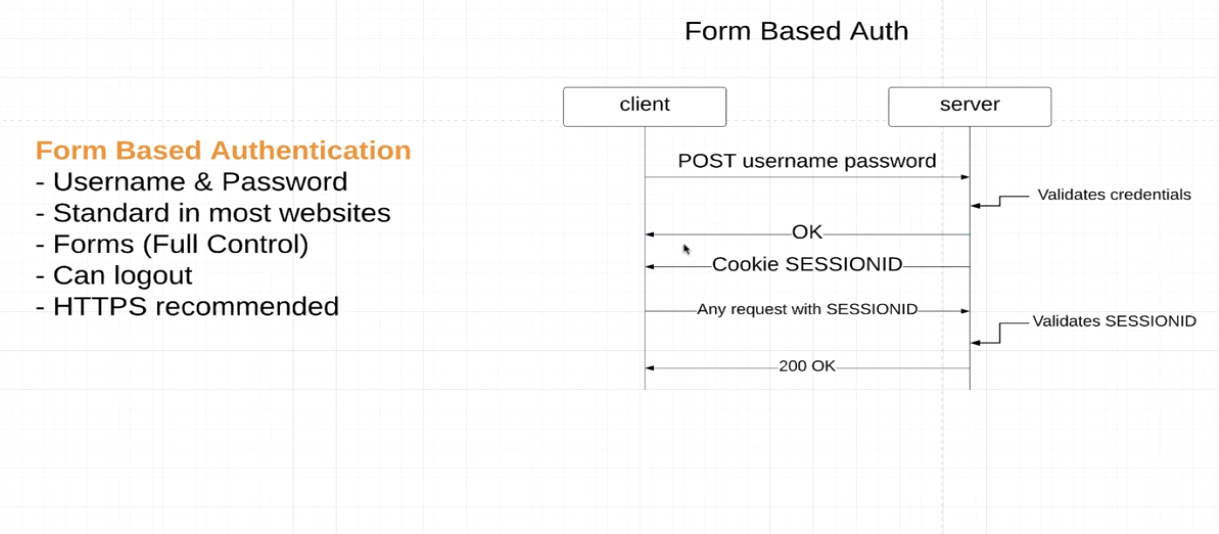 Form Based Auth
client
server
Form Based Authentication
- Username & Password
- Standard in most websites
- Forms (Full Control)
- Can logout
- HTTPS recommended
POST username password
Validates credentials
OK
Cookie SESSIONID
Any request with SESSIONID
Validates SESSIONID
200 OK